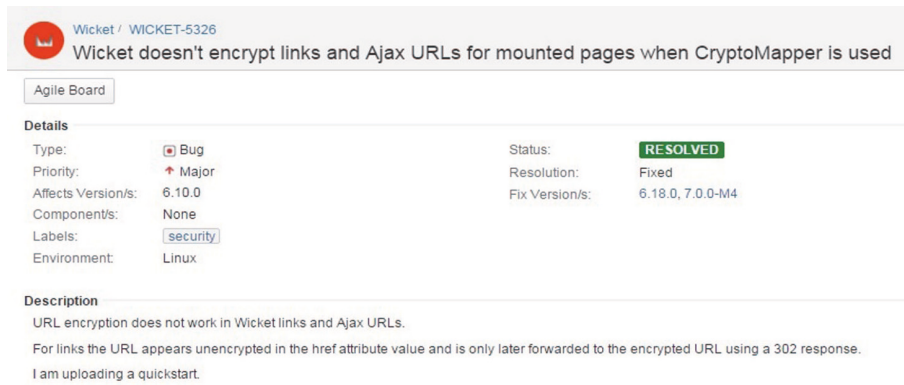 Wicket / WICKET-5326
Wicket doesn't encrypt links and Ajax URLs for mounted pages when CryptoMapper is used
Agile Board
Details
Type: Bug
Priority: Major
Affects Version/s: 6.10.0
Component/s: None
Labels: security
Environment: Linux
Status: RESOLVED
Resolution: Fixed
Fix Version/s: 6.18.0, 7.0.0-M4
Description
URL encryption does not work in Wicket links and Ajax URLs.
For links the URL appears unencrypted in the href attribute value and is only later forwarded to the encrypted URL using a 302 response.
I am uploading a quickstart.